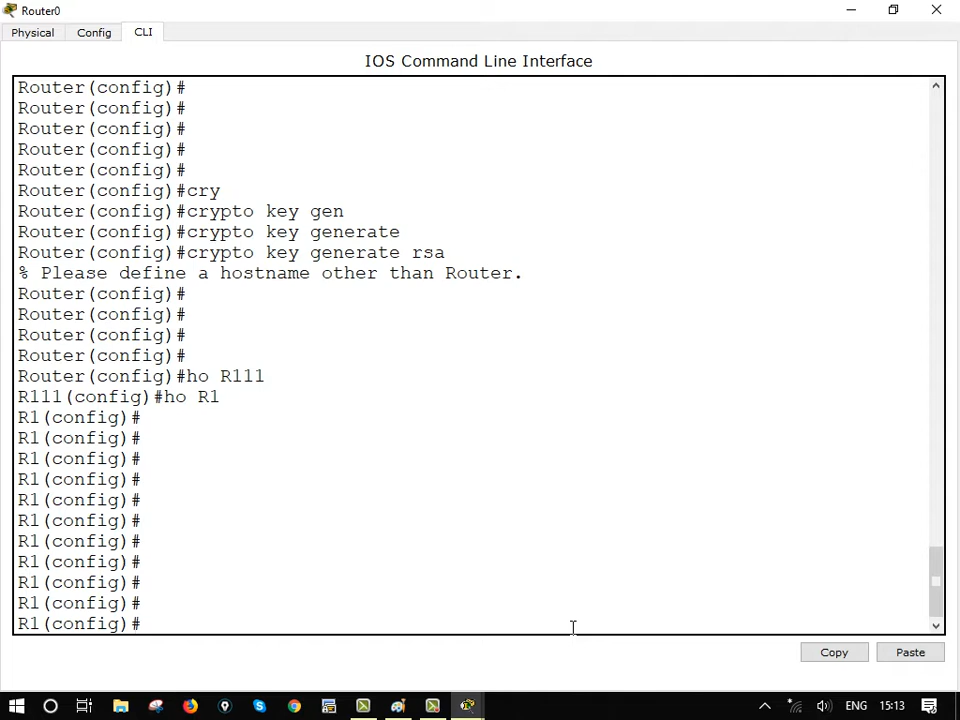 Router0
Physical
Config
CLI
IOS Command Line Interface
Router(config)#
Router(config)#
Router(config)#
Router(config)#
Router(config)#
Router(config)#cry
Router(config)#crypto key gen
Router(config)#crypto key generate
Router(config)#crypto key generate rsa
% Please define a hostname other than Router.
Router(config)#
Router(config)#
Router(config)#
Router(config)#
Router(config)#ho R111
R111(config)#ho R1
R1(config)#
R1(config)#
R1(config)#
R1(config)#
R1(config)#
R1(config)#
R1(config)#
R1(config)#
R1(config)#
R1(config)#
R1(config)#
Copy
Paste
ENG
15:13